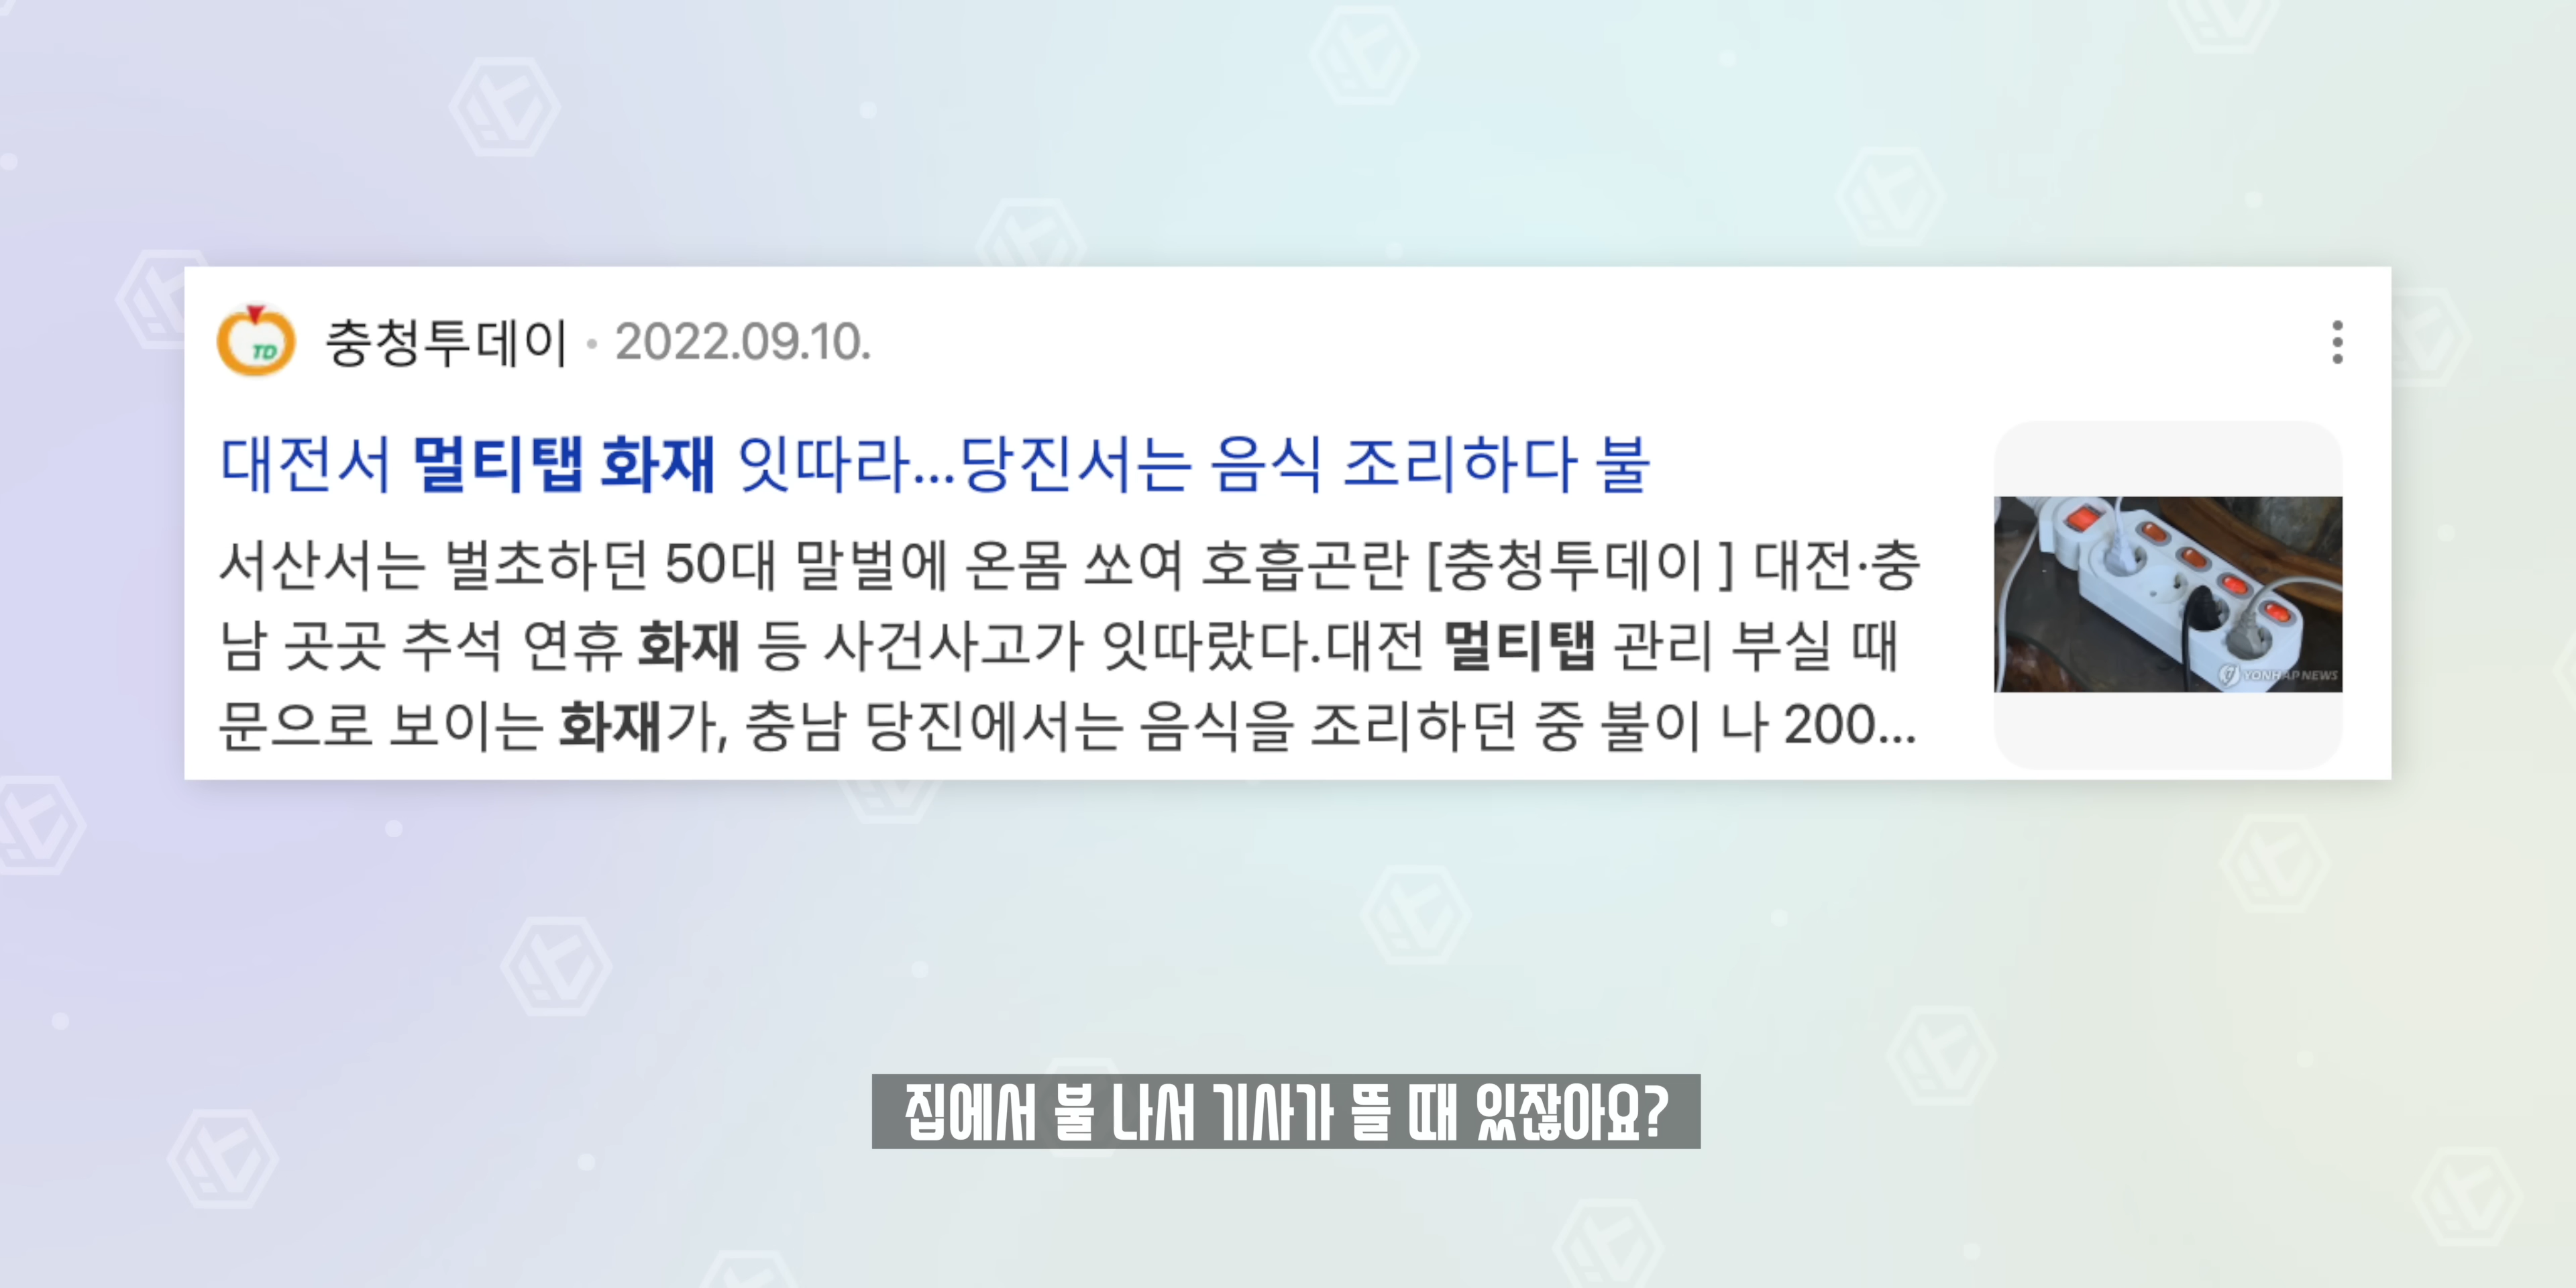 충청투데이 · 2022.09.10.
TD
대전서 멀티탭 화재 잇따라...당진서는 음식 조리하다 불
서산서는 벌초하던 50대 말벌에 온몸 쏘여 호흡곤란 [충청투데이 ] 대전·충
남 곳곳 추석 연휴 화재 등 사건사고가 잇따랐다.대전 멀티탭 관리 부실 때
문으로 보이는 화재가, 충남 당진에서는 음식을 조리하던 중 불이 나 200...
YONHAP NEWS
집에서 불 나서 기사가 뜰 때 있잖아요?